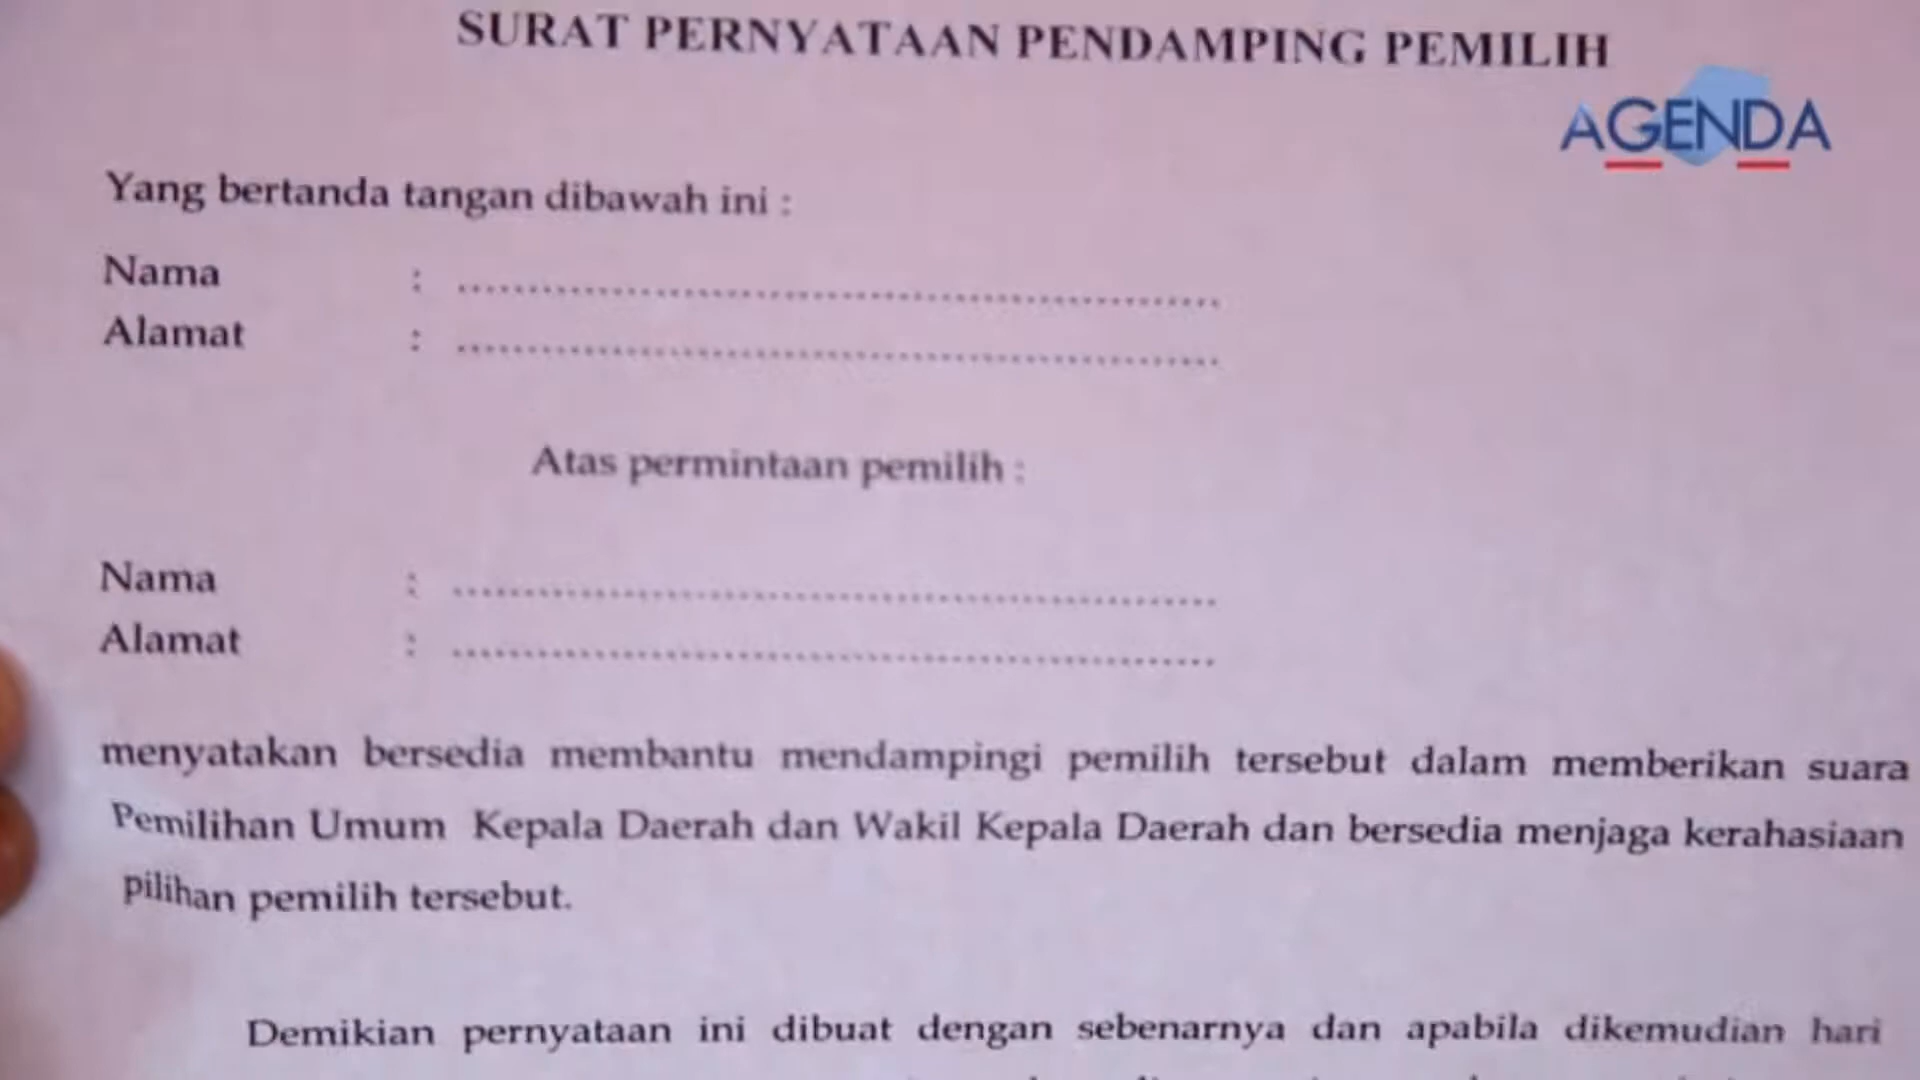 SURAT PERNYATAAN PENDAMPING PEMILIH
AGENDA
Yang bertanda tangan dibawah ini :
Nama : ................................................................
Alamat : ................................................................
Atas permintaan pemilih :
Nama : ................................................................
Alamat : ................................................................
menyatakan bersedia membantu mendampingi pemilih tersebut dalam memberikan suara
Pemilihan Umum Kepala Daerah dan Wakil Kepala Daerah dan bersedia menjaga kerahasiaan
pilihan pemilih tersebut.
Demikian pernyataan ini dibuat dengan sebenarnya dan apabila dikemudian hari